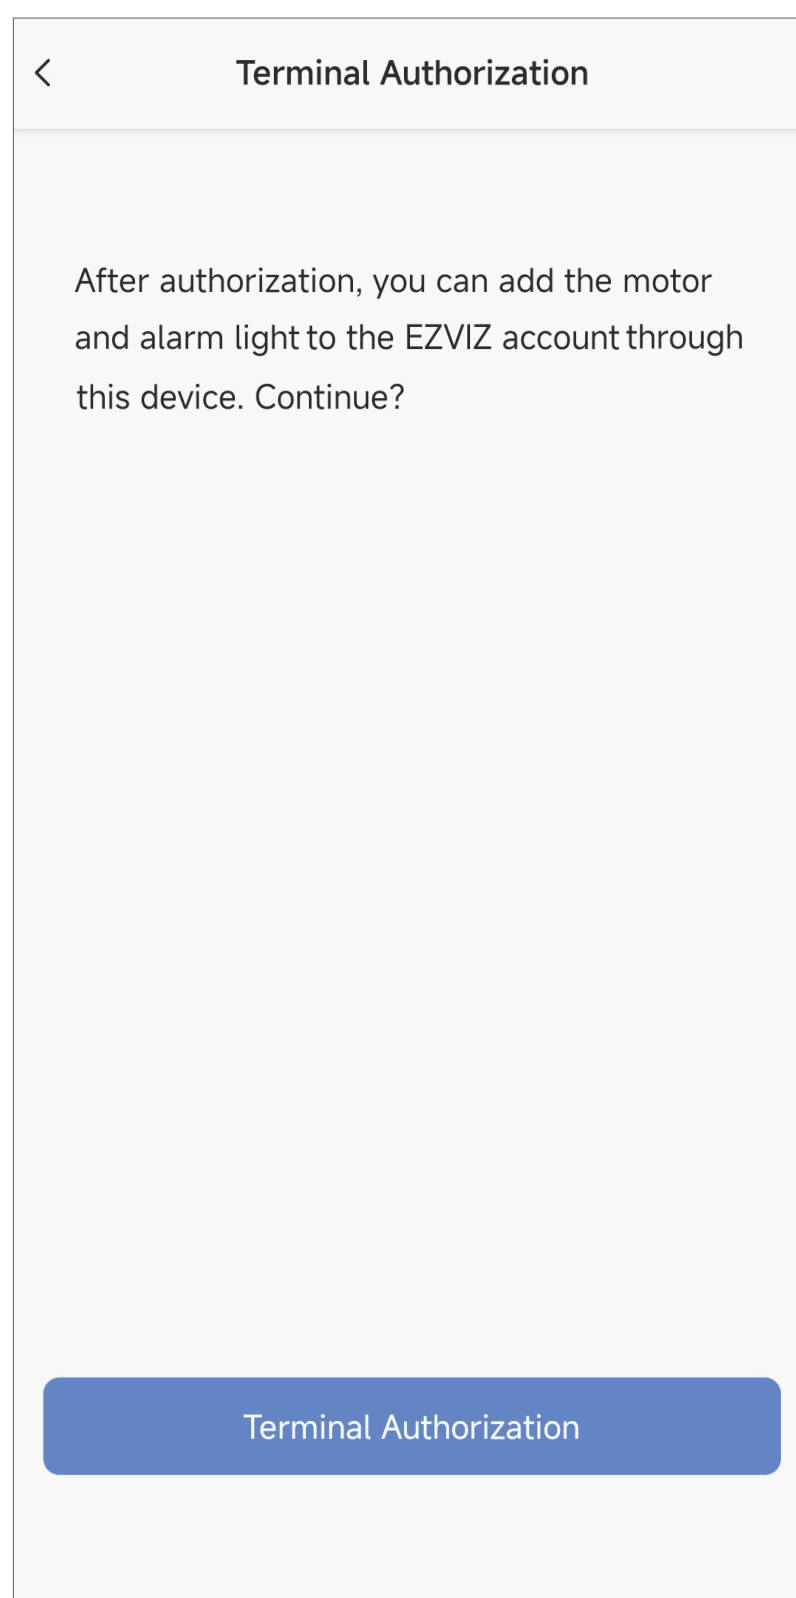 Terminal Authorization
After authorization, you can add the motor
and alarm light to the EZVIZ account through
this device. Continue?
Terminal Authorization